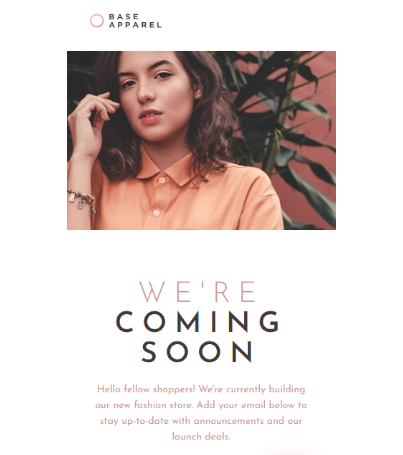 BASE
APPAREL
WE'RE
COMING
SOON
Hello fellow shoppers! We're currently building
our new fashion store. Add your email below to
stay up-to-date with announcements and our
launch deals.